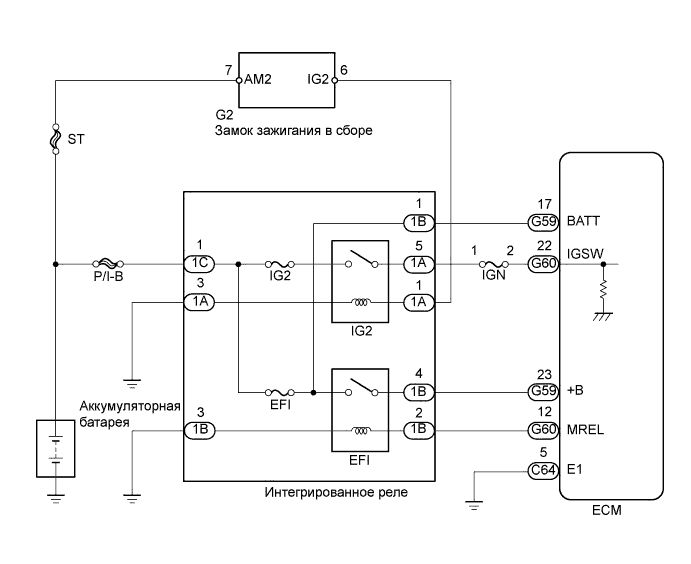 7 AM2 IG2 6
G2
Замок зажигания в сборе
ST
1 1B 17 G59 BATT
1 1C IG2 5 1A 1 IGN 2 22 G60 IGSW
P/I-B
3 1A 1 1A
IG2
4 1B 23 G59 +B
EFI
Аккумуляторная
батарея
3 1B 2 1B 12 G60 MREL
EFI
5 C64 E1
Интегрированное реле
ECM